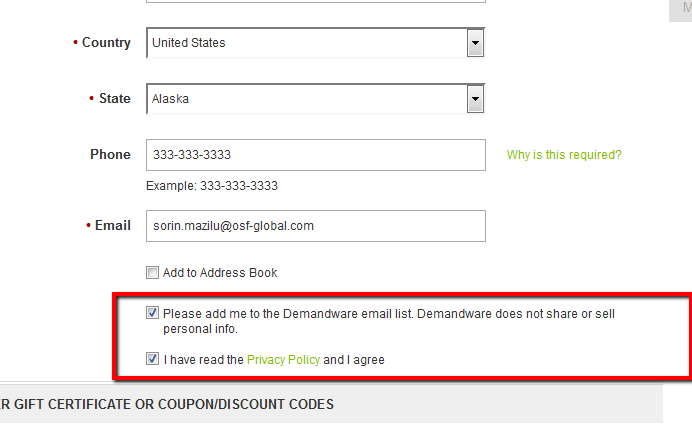 M
• Country United States
• State Alaska
Phone 333-333-3333 Why is this required?
Example: 333-333-3333
• Email sorin.mazilu@osf-global.com
Add to Address Book
Please add me to the Demandware email list. Demandware does not share or sell
personal info.
I have read the Privacy Policy and I agree
R GIFT CERTIFICATE OR COUPON/DISCOUNT CODES